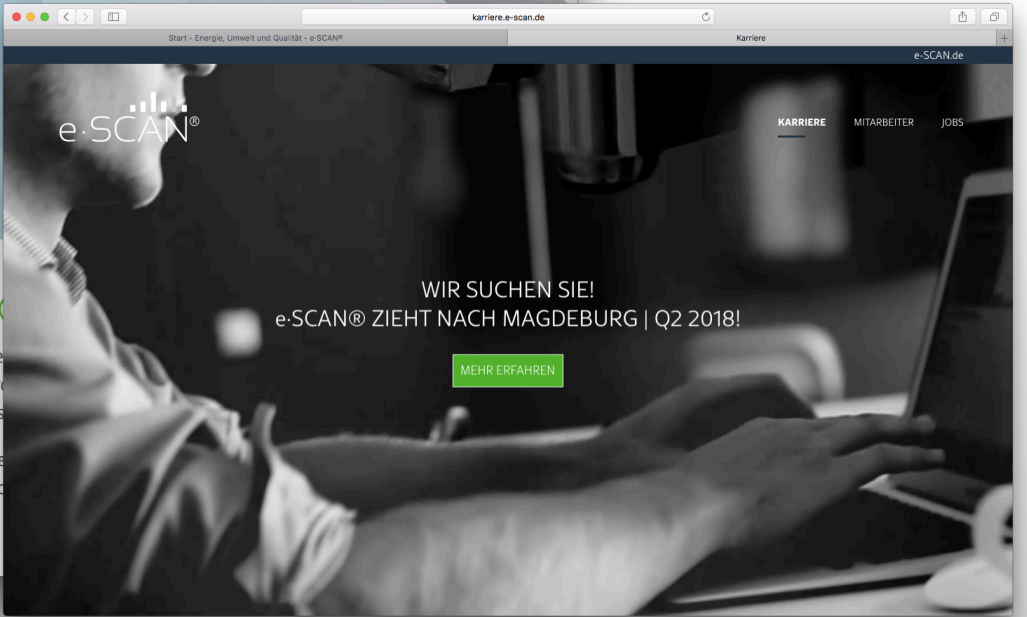 karriere.e-scan.de
Start - Energie, Umwelt und Qualität - e·SCAN®
Karriere
e-SCAN.de
e·SCAN®
KARRIERE
MITARBEITER
JOBS
WIR SUCHEN SIE!
e·SCAN® ZIEHT NACH MAGDEBURG | Q2 2018!
MEHR ERFAHREN